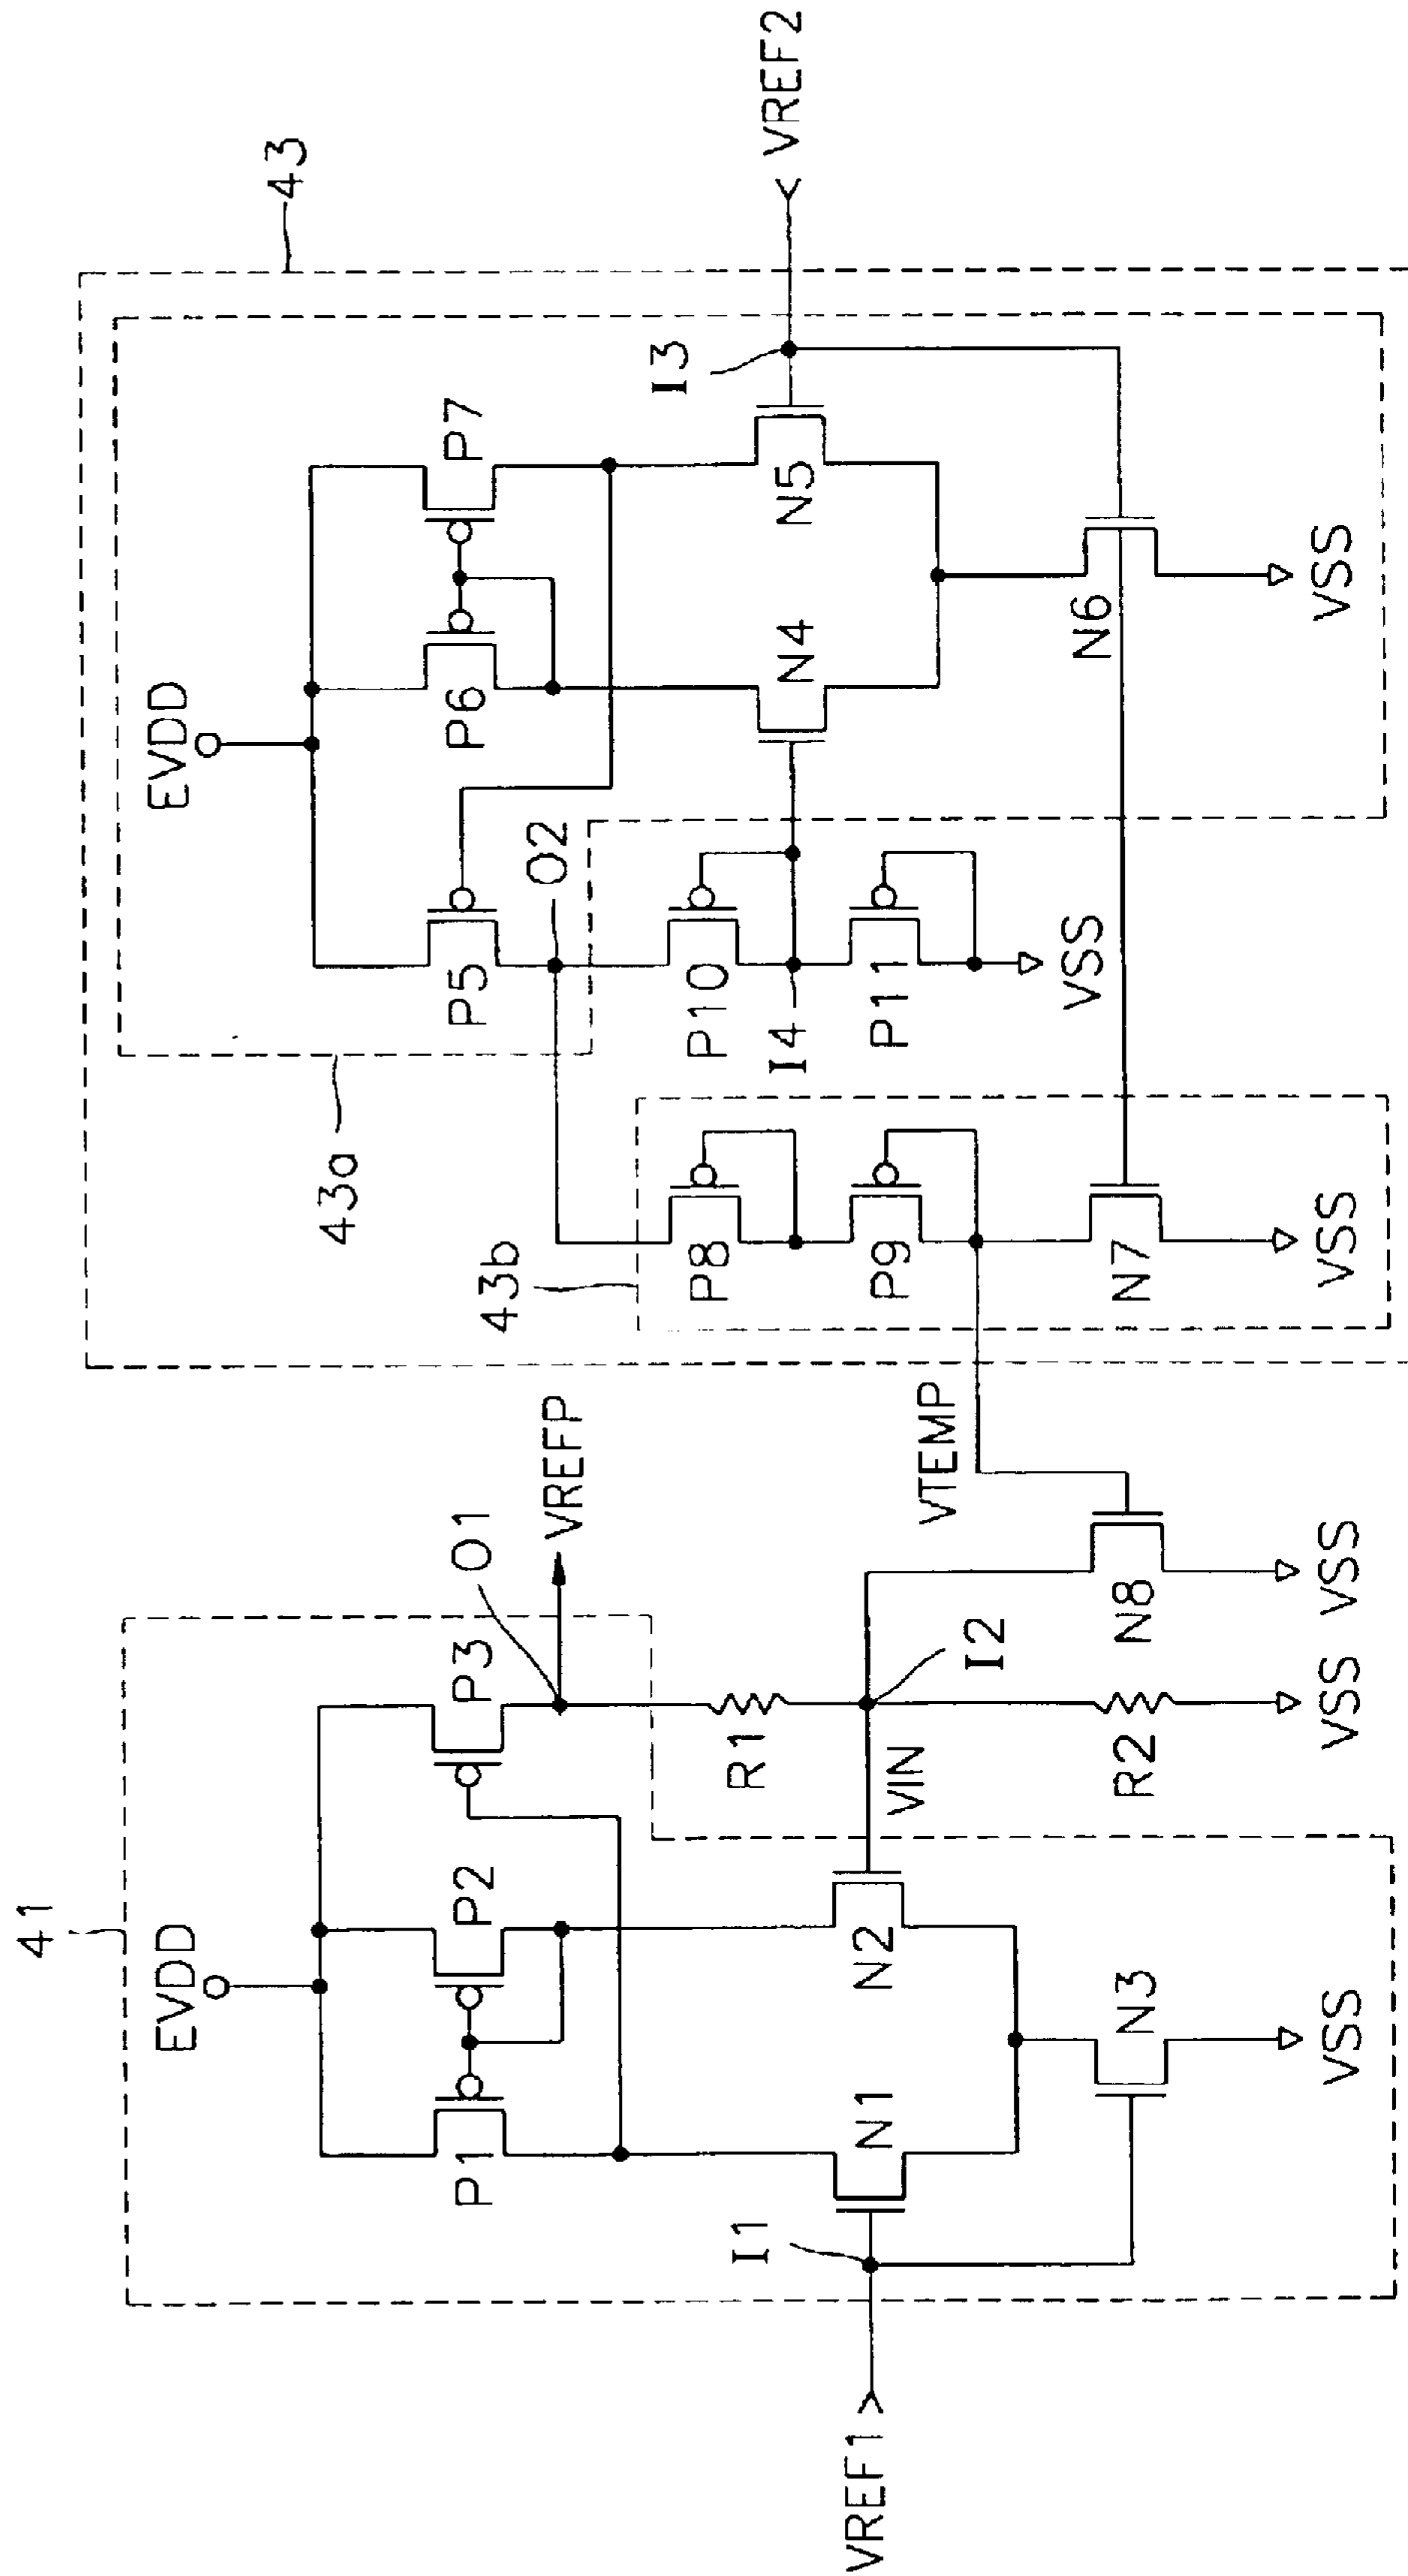 41
43
EVDD
EVDD
P1
P2
P3
O1
VREFP
43a
P5
O2
P6
P7
43b
P8
P10
I4
R1
VREF1
I1
N1
N2
VIN
I2
VTEMP
P9
P11
VSS
N4
N5
I3
VREF2
N3
VSS
R2
VSS
N8
VSS
N7
VSS
N6
VSS